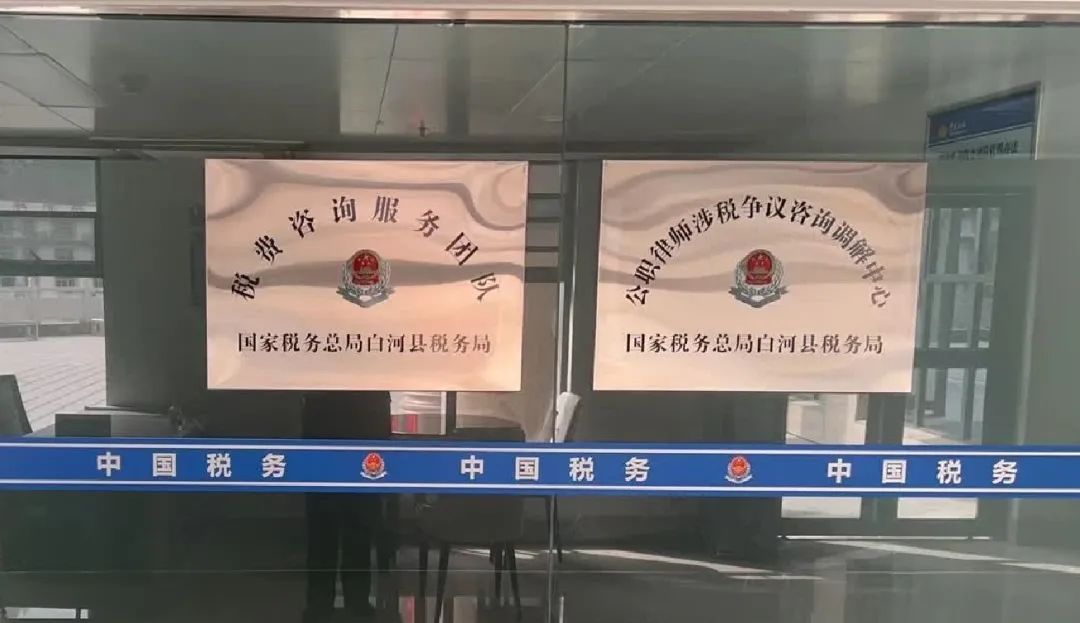 税费咨询服务团队
国家税务总局白河县税务局
公职律师涉税争议咨询调解中心
国家税务总局白河县税务局
中国税务 中国税务 中国税务